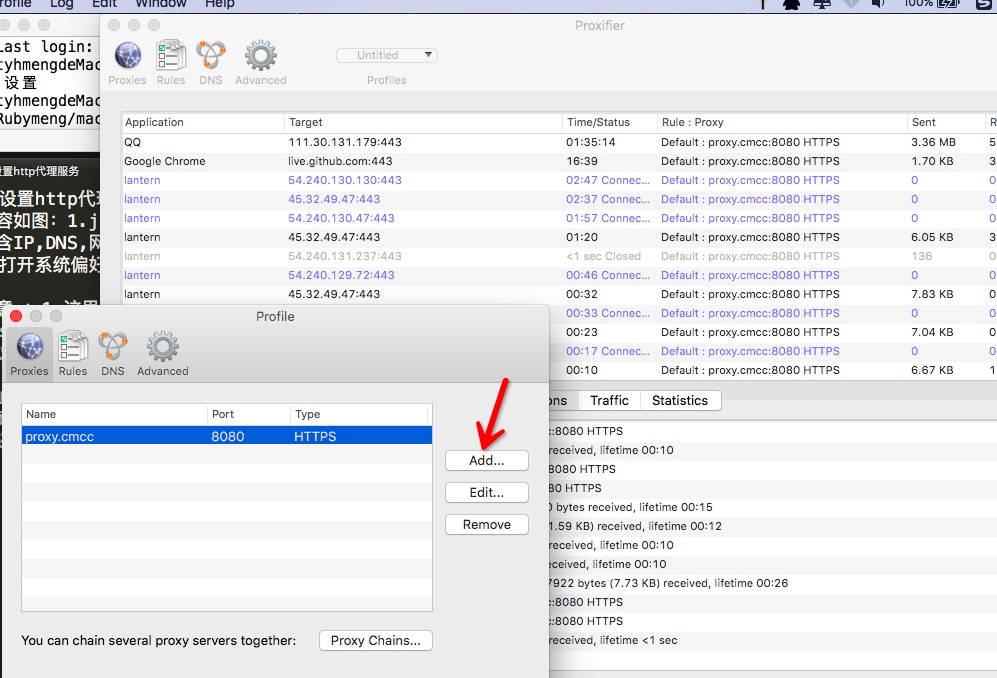 rofile Log Edit Window Help 100%
Proxifier
Last login:
tyhmengdeMac
设置
tyhmengdeMac
Rubymeng/mac
Proxies Rules DNS Advanced
Untitled
Profiles
Application Target Time/Status Rule : Proxy Sent R
QQ 111.30.131.179:443 01:35:14 Default : proxy.cmcc:8080 HTTPS 3.36 MB 5
Google Chrome live.github.com:443 16:39 Default : proxy.cmcc:8080 HTTPS 1.70 KB 3
lantern 54.240.130.130:443 02:47 Connec... Default : proxy.cmcc:8080 HTTPS 0 0
lantern 45.32.49.47:443 02:37 Connec... Default : proxy.cmcc:8080 HTTPS 0 0
lantern 54.240.130.47:443 01:57 Connec... Default : proxy.cmcc:8080 HTTPS 0 0
lantern 45.32.49.47:443 01:20 Default : proxy.cmcc:8080 HTTPS 6.05 KB 3
lantern 54.240.131.237:443 <1 sec Closed Default : proxy.cmcc:8080 HTTPS 136 0
lantern 54.240.129.72:443 00:46 Connec... Default : proxy.cmcc:8080 HTTPS 0 0
lantern 45.32.49.47:443 00:32 Default : proxy.cmcc:8080 HTTPS 7.83 KB 0
00:33 Connec... Default : proxy.cmcc:8080 HTTPS 0 0
00:23 Default : proxy.cmcc:8080 HTTPS 7.04 KB 0
00:17 Connec... Default : proxy.cmcc:8080 HTTPS 0 0
00:10 Default : proxy.cmcc:8080 HTTPS 6.67 KB 1
置http代理服务
设置http代
容如图: 1.j
含IP,DNS,网
打开系统偏好
Profile
Proxies Rules DNS Advanced
Name Port Type
proxy.cmcc 8080 HTTPS
Add...
Edit...
Remove
You can chain several proxy servers together: Proxy Chains...
ons Traffic Statistics
:8080 HTTPS
received, lifetime 00:10
8080 HTTPS
80 HTTPS
0 bytes received, lifetime 00:15
1.59 KB) received, lifetime 00:12
received, lifetime 00:10
eceived, lifetime 00:10
7922 bytes (7.73 KB) received, lifetime 00:26
:8080 HTTPS
:8080 HTTPS
received, lifetime <1 sec